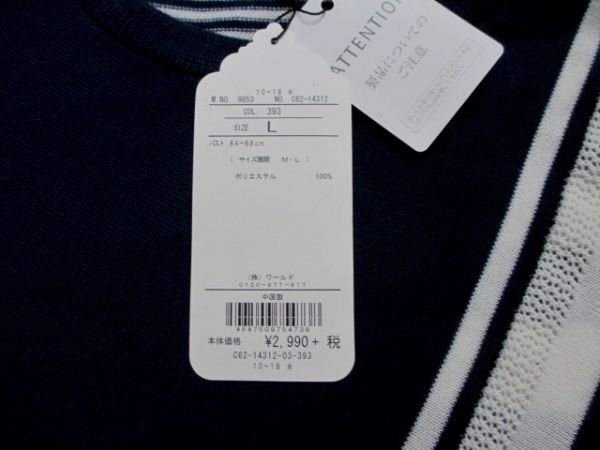 10-18 ㊎
M.NO. 9853 NO. C62-14312
COL. 393
SIZE L
バスト 84~88cm
( サイズ展開 M・L )
ポリエステル 100%
(株) ワールド
0120-977-917
中国製
4547509754738
本体価格 ¥2,990+ 税
C62-14312-03-393
10-18
ATTENTION
製品についての
ご注意